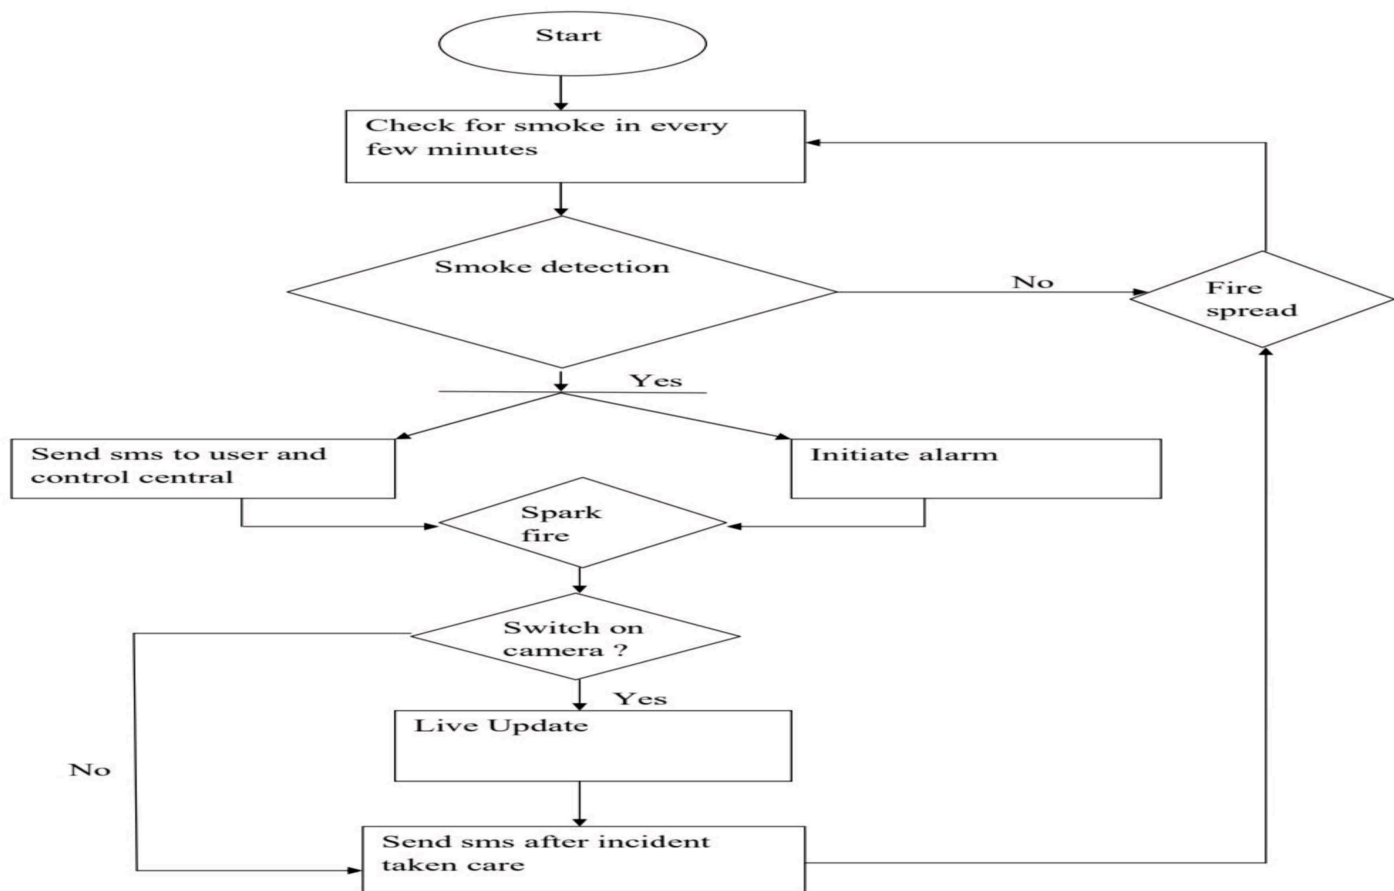 Start
Check for smoke in every
few minutes
Smoke detection
No
Fire
spread
Yes
Send sms to user and
control central
Initiate alarm
Spark
fire
Switch on
camera ?
Yes
Live Update
No
Send sms after incident
taken care